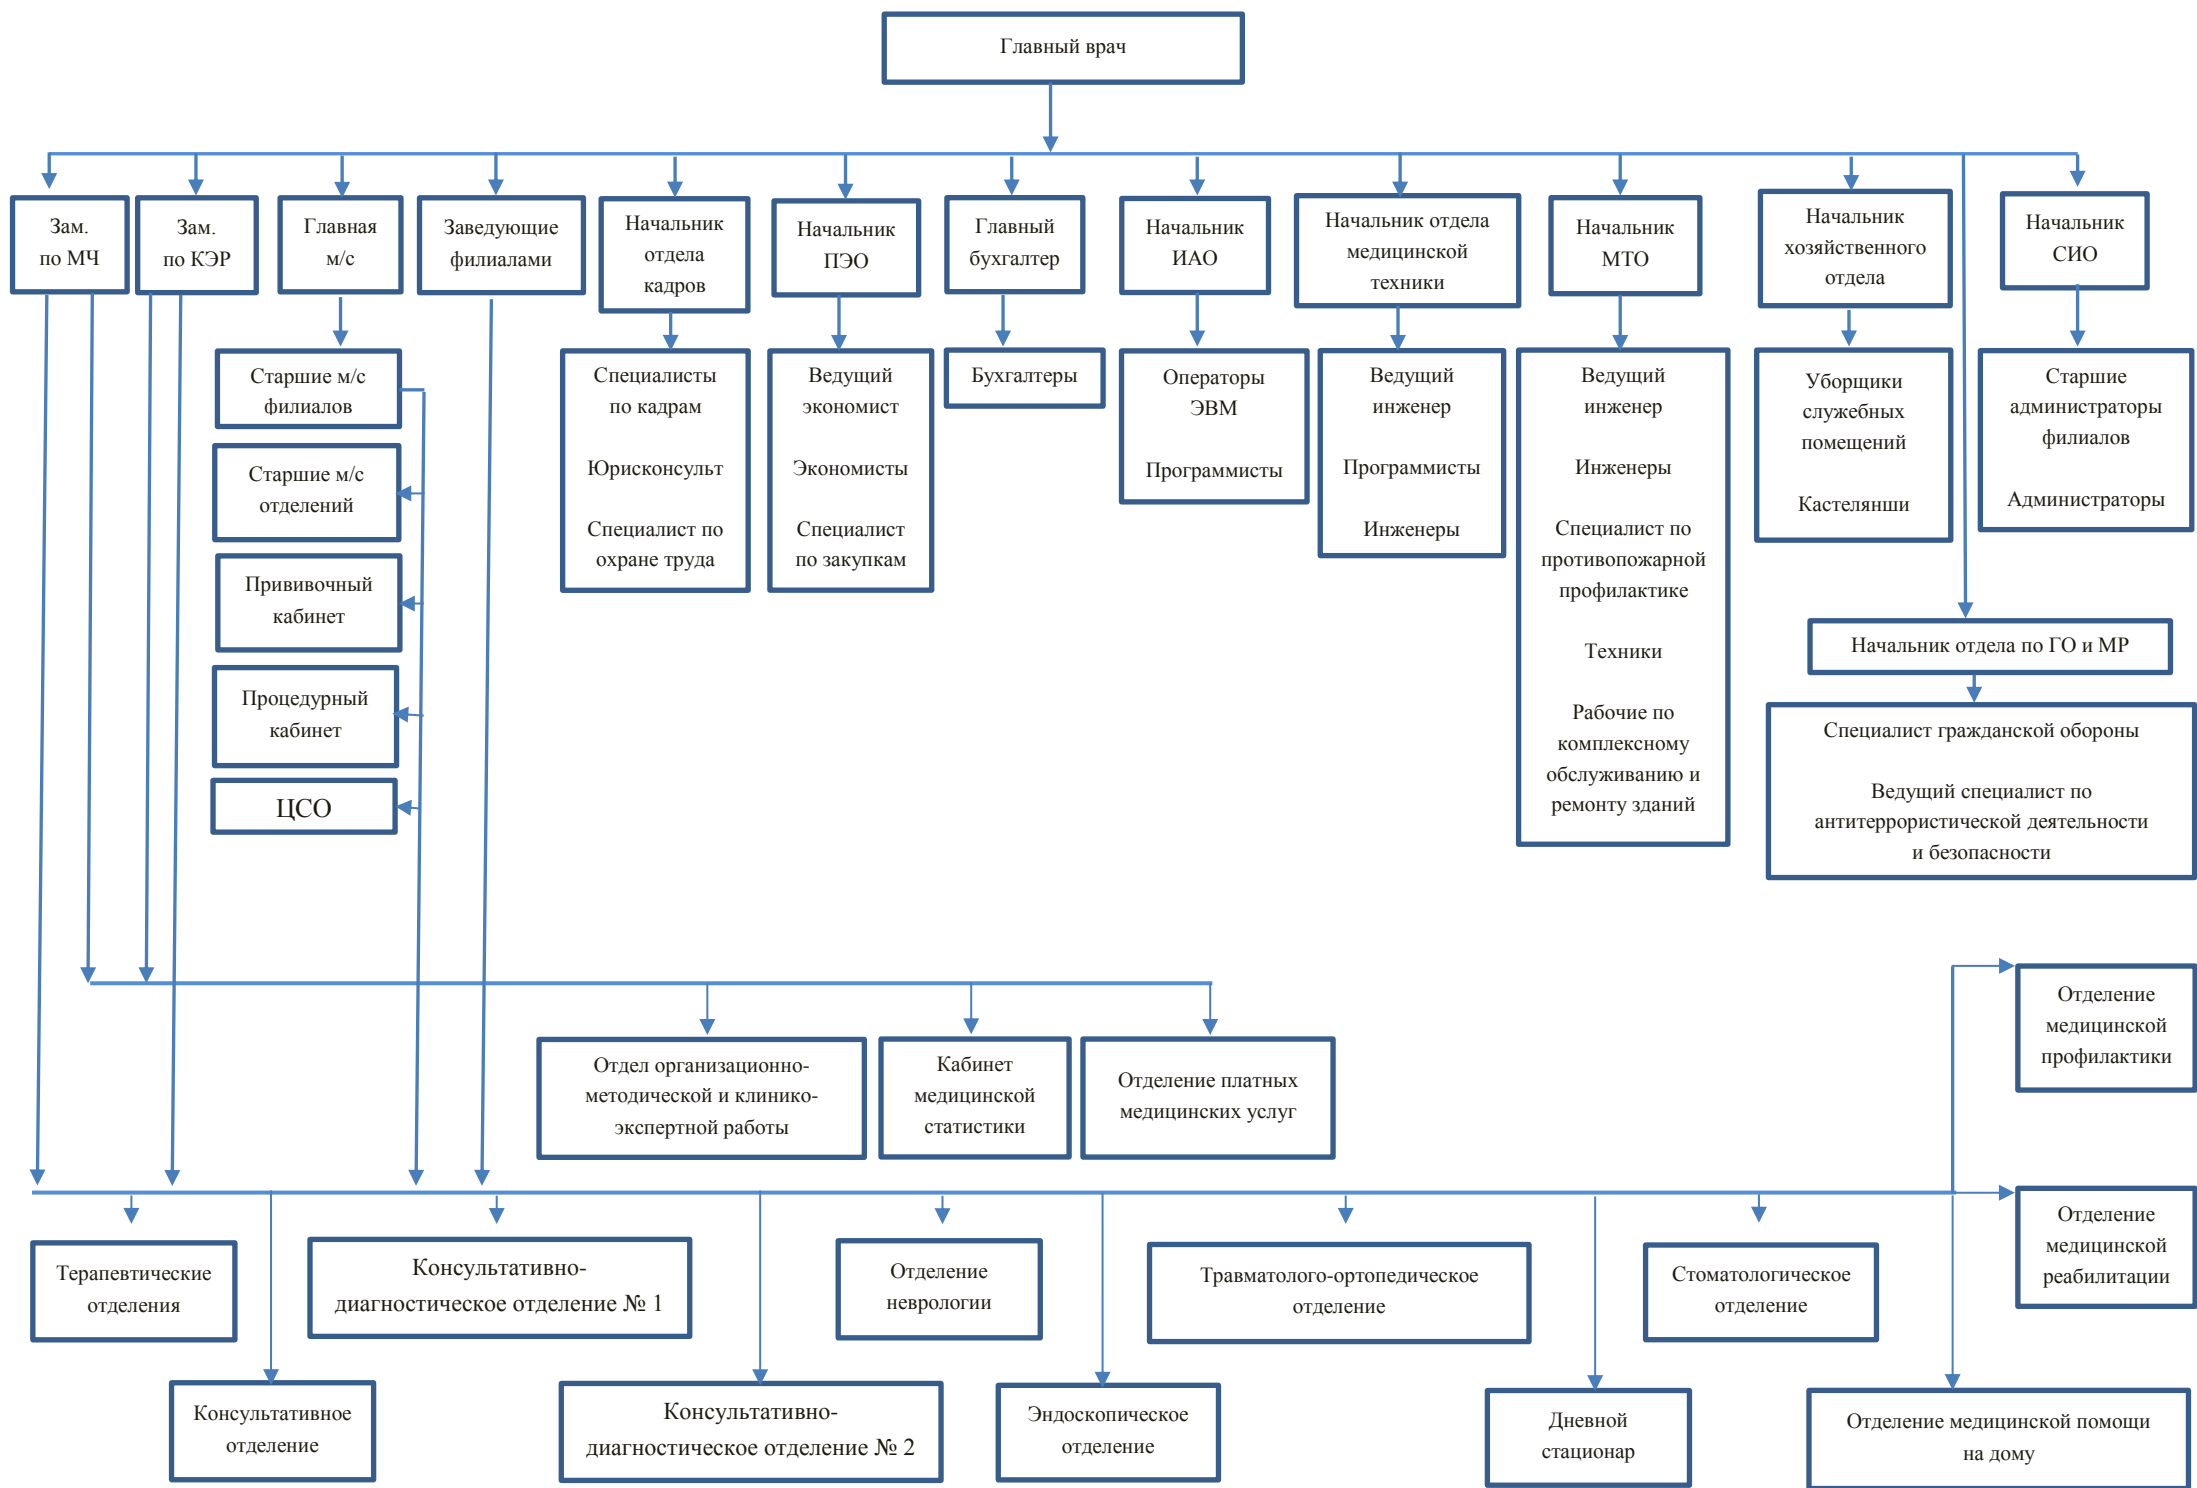 Главный врач
Зам.
по МЧ
Зам.
по КЭР
Главная
м/с
Заведующие
филиалами
Начальник
отдела
кадров
Начальник
ПЭО
Главный
бухгалтер
Начальник
ИАО
Начальник отдела
медицинской
техники
Начальник
МТО
Начальник
хозяйственного
отдела
Начальник
СИО
Старшие м/с
филиалов
Старшие м/с
отделений
Прививочный
кабинет
Процедурный
кабинет
ЦСО
Специалисты
по кадрам
Юрисконсульт
Специалист по
охране труда
Ведущий
экономист
Экономисты
Специалист
по закупкам
Бухгалтеры
Операторы
ЭВМ
Программисты
Ведущий
инженер
Программисты
Инженеры
Ведущий
инженер
Инженеры
Специалист по
противопожарной
профилактике
Техники
Рабочие по
комплексному
обслуживанию и
ремонту зданий
Уборщики
служебных
помещений
Кастелянши
Старшие
администраторы
филиалов
Администраторы
Начальник отдела по ГО и МР
Специалист гражданской обороны
Ведущий специалист по
антитеррористической деятельности
и безопасности
Отдел организационно-
методической и клинико-
экспертной работы
Кабинет
медицинской
статистики
Отделение платных
медицинских услуг
Отделение
медицинской
профилактики
Отделение
медицинской
реабилитации
Терапевтические
отделения
Консультативно-
диагностическое отделение № 1
Отделение
неврологии
Травматолого-ортопедическое
отделение
Стоматологическое
отделение
Консультативное
отделение
Консультативно-
диагностическое отделение № 2
Эндоскопическое
отделение
Дневной
стационар
Отделение медицинской помощи
на дому